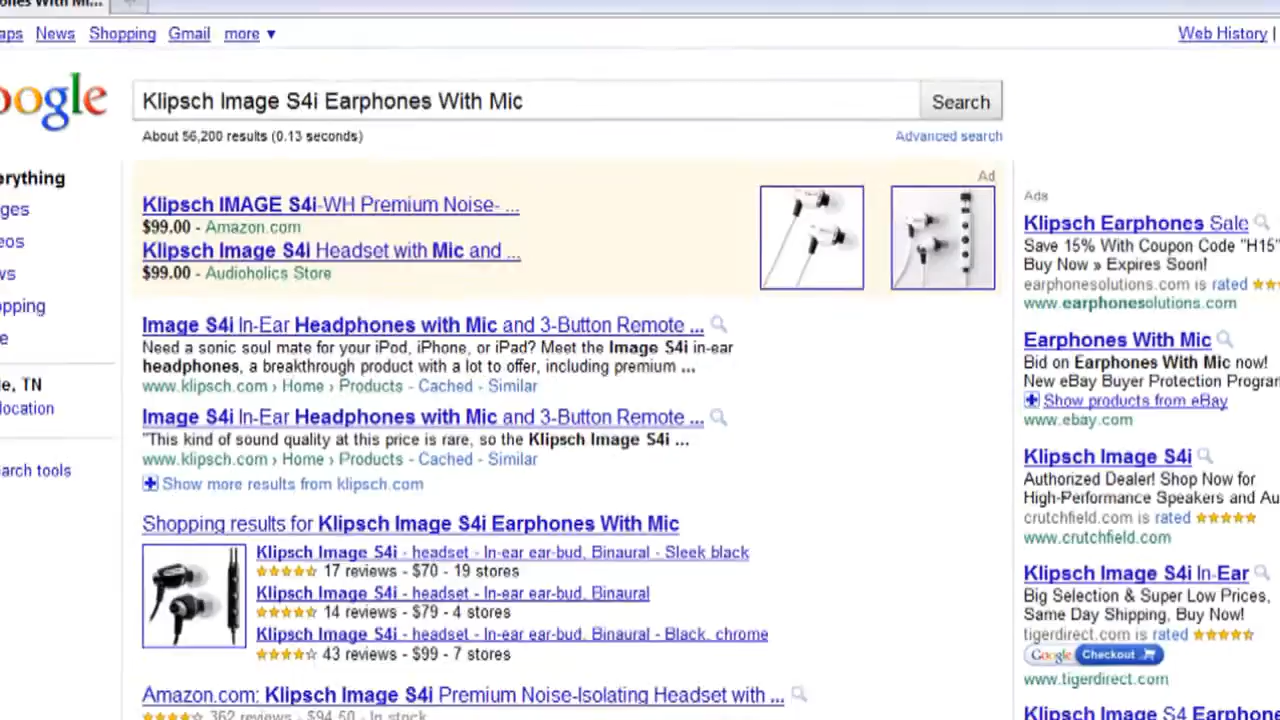 ones With Mi...
aps News Shopping Gmail more ▼
Web History |
oogle
Klipsch Image S4i Earphones With Mic
Search
About 56,200 results (0.13 seconds)
Advanced search
erything
ges
eos
ws
opping
e
e, TN
location
arch tools
Ad
Klipsch IMAGE S4i-WH Premium Noise- ...
$99.00 - Amazon.com
Klipsch Image S4i Headset with Mic and ...
$99.00 - Audioholics Store
Image S4i In-Ear Headphones with Mic and 3-Button Remote ...
Need a sonic soul mate for your iPod, iPhone, or iPad? Meet the Image S4i in-ear
headphones, a breakthrough product with a lot to offer, including premium ...
www.klipsch.com › Home › Products - Cached - Similar
Image S4i In-Ear Headphones with Mic and 3-Button Remote ...
"This kind of sound quality at this price is rare, so the Klipsch Image S4i ...
www.klipsch.com › Home › Products - Cached - Similar
Show more results from klipsch.com
Shopping results for Klipsch Image S4i Earphones With Mic
Klipsch Image S4i - headset - In-ear ear-bud, Binaural - Sleek black
17 reviews - $70 - 19 stores
Klipsch Image S4i - headset - In-ear ear-bud, Binaural
14 reviews - $79 - 4 stores
Klipsch Image S4i - headset - In-ear ear-bud, Binaural - Black, chrome
43 reviews - $99 - 7 stores
Amazon.com: Klipsch Image S4i Premium Noise-Isolating Headset with ...
362 reviews - $94.50 - In stock
Ads
Klipsch Earphones Sale
Save 15% With Coupon Code "H15"
Buy Now » Expires Soon!
earphonesolutions.com is rated
www.earphonesolutions.com
Earphones With Mic
Bid on Earphones With Mic now!
New eBay Buyer Protection Program
Show products from eBay
www.ebay.com
Klipsch Image S4i
Authorized Dealer! Shop Now for
High-Performance Speakers and Au
crutchfield.com is rated
www.crutchfield.com
Klipsch Image S4i In-Ear
Big Selection & Super Low Prices,
Same Day Shipping, Buy Now!
tigerdirect.com is rated
Google Checkout
www.tigerdirect.com
Klipsch Image S4 Earphone